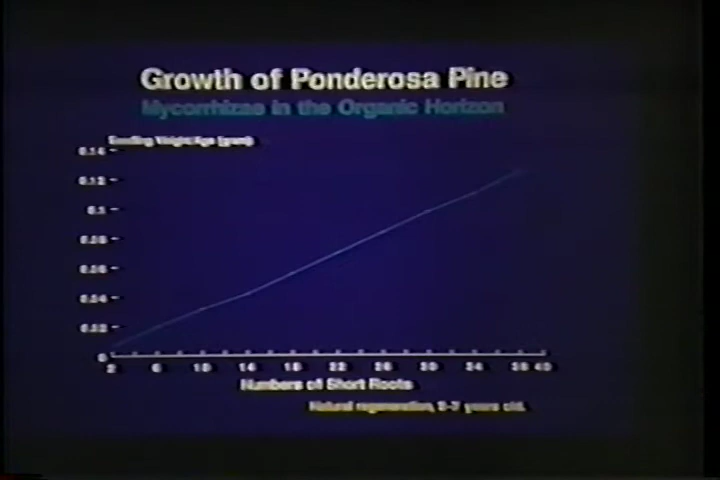 Growth of Ponderosa Pine
Mycorrhizae in the Organic Horizon
Seedling Weight/Age (gram)
0.14
0.12
0.1
0.08
0.06
0.04
0.02
0
2 6 10 14 18 22 26 30 34 38 40
Numbers of Short Roots
Natural regeneration, 2-7 years old.